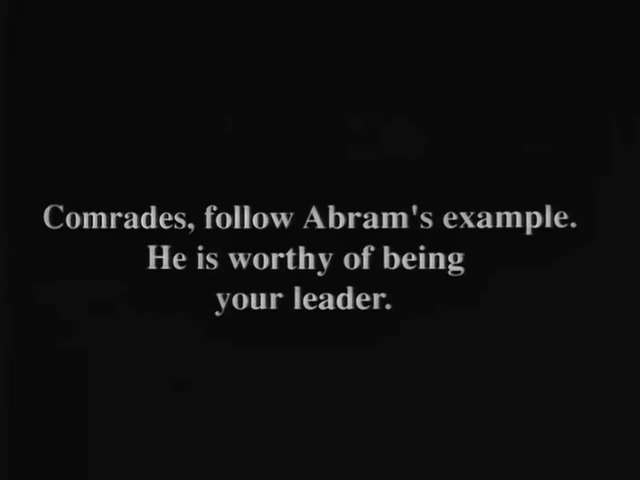 Comrades, follow Abram's example.
He is worthy of being
your leader.